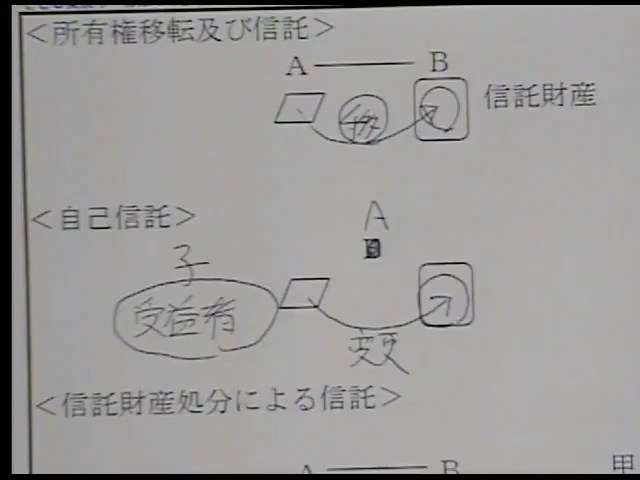 <所有権移転及び信託>
A ─── B
移
信託財産
<自己信託>
A
子
受益者
変更
<信託財産処分による信託>
A ─── B
甲